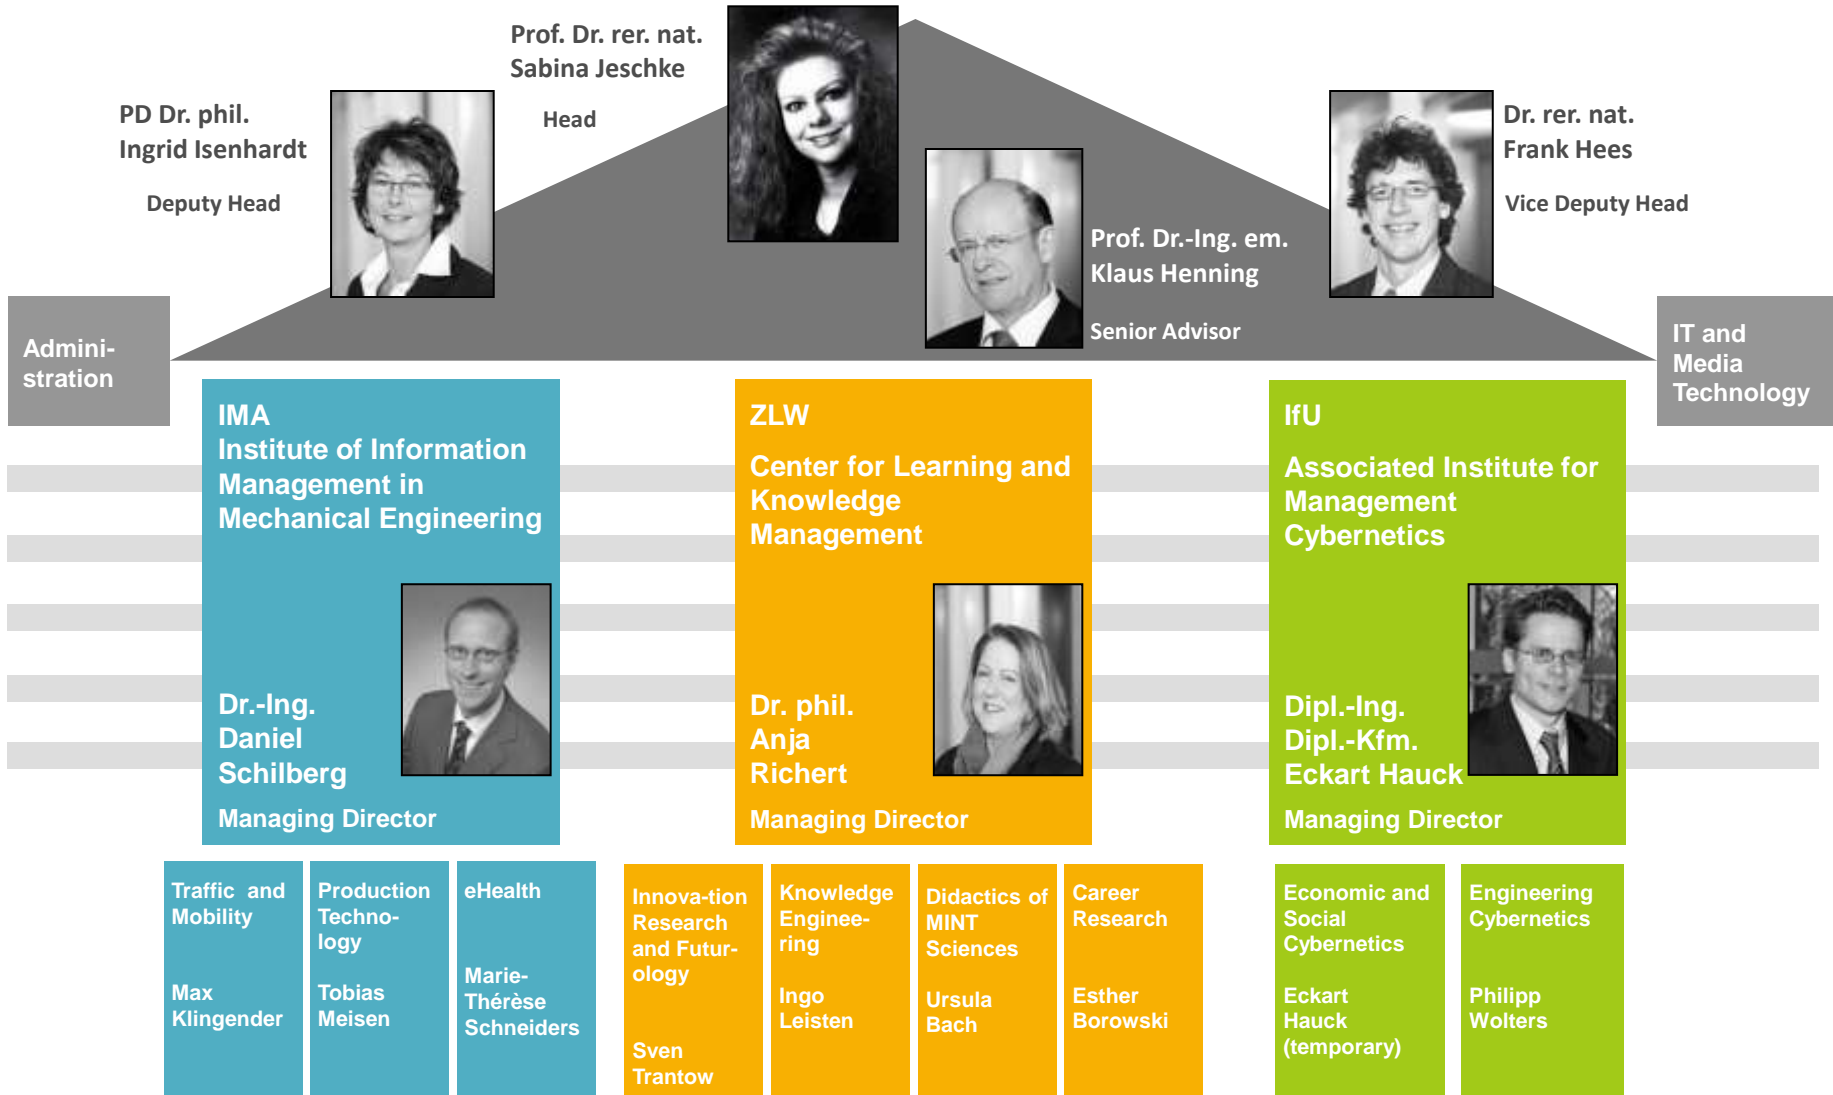 Prof. Dr. rer. nat.
Sabina Jeschke
Head
PD Dr. phil.
Ingrid Isenhardt
Deputy Head
Dr. rer. nat.
Frank Hees
Vice Deputy Head
Prof. Dr.-Ing. em.
Klaus Henning
Senior Advisor
Admini-
stration
IT and
Media
Technology
IMA
Institute of Information
Management in
Mechanical Engineering
Dr.-Ing.
Daniel
Schilberg
Managing Director
ZLW
Center for Learning and
Knowledge
Management
Dr. phil.
Anja
Richert
Managing Director
IfU
Associated Institute for
Management
Cybernetics
Dipl.-Ing.
Dipl.-Kfm.
Eckart Hauck
Managing Director
Traffic and
Mobility
Max
Klingender
Production
Techno-
logy
Tobias
Meisen
eHealth
Marie-
Thérèse
Schneiders
Innova-tion
Research
and Futur-
ology
Sven
Trantow
Knowledge
Enginee-
ring
Ingo
Leisten
Didactics of
MINT
Sciences
Ursula
Bach
Career
Research
Esther
Borowski
Economic and
Social
Cybernetics
Eckart
Hauck
(temporary)
Engineering
Cybernetics
Philipp
Wolters